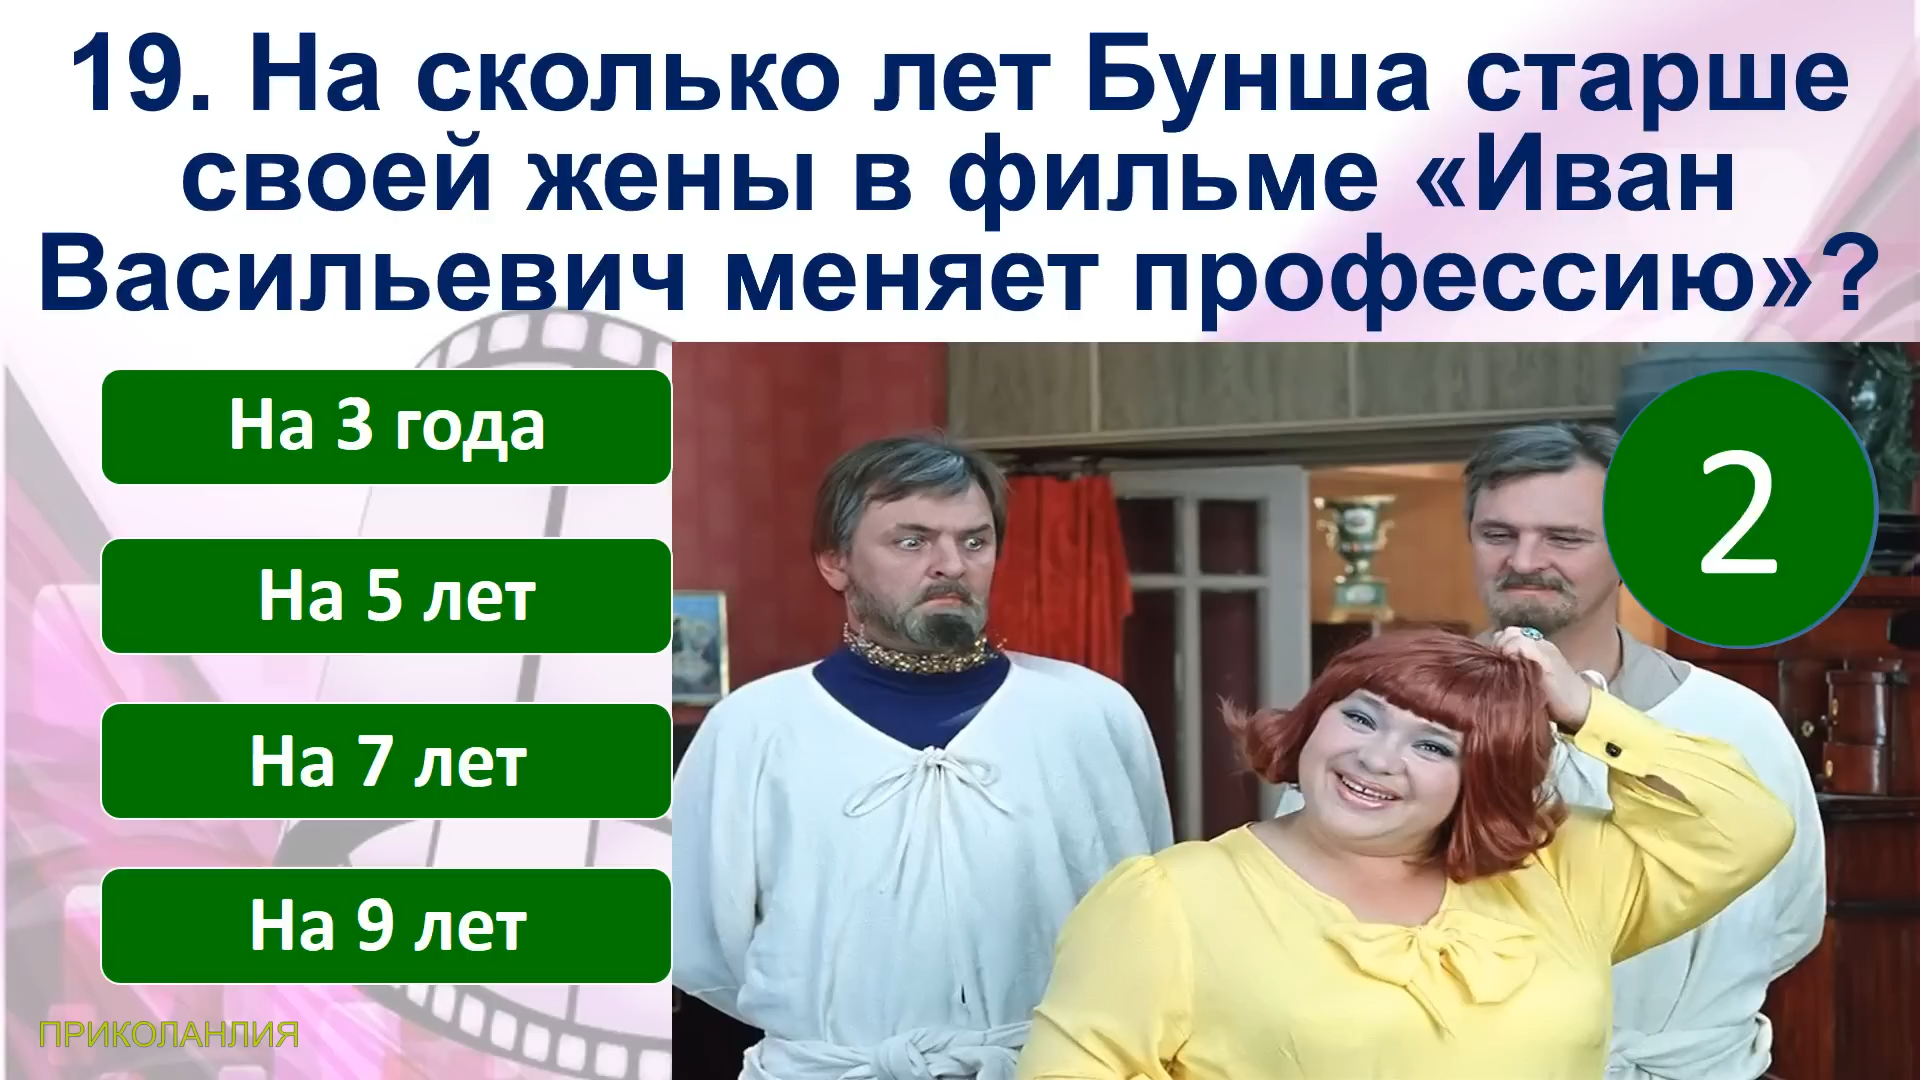 19. На сколько лет Бунша старше
своей жены в фильме «Иван
Васильевич меняет профессию»?
На 3 года
На 5 лет
На 7 лет
На 9 лет
2
ПРИКОЛАНЛИЯ